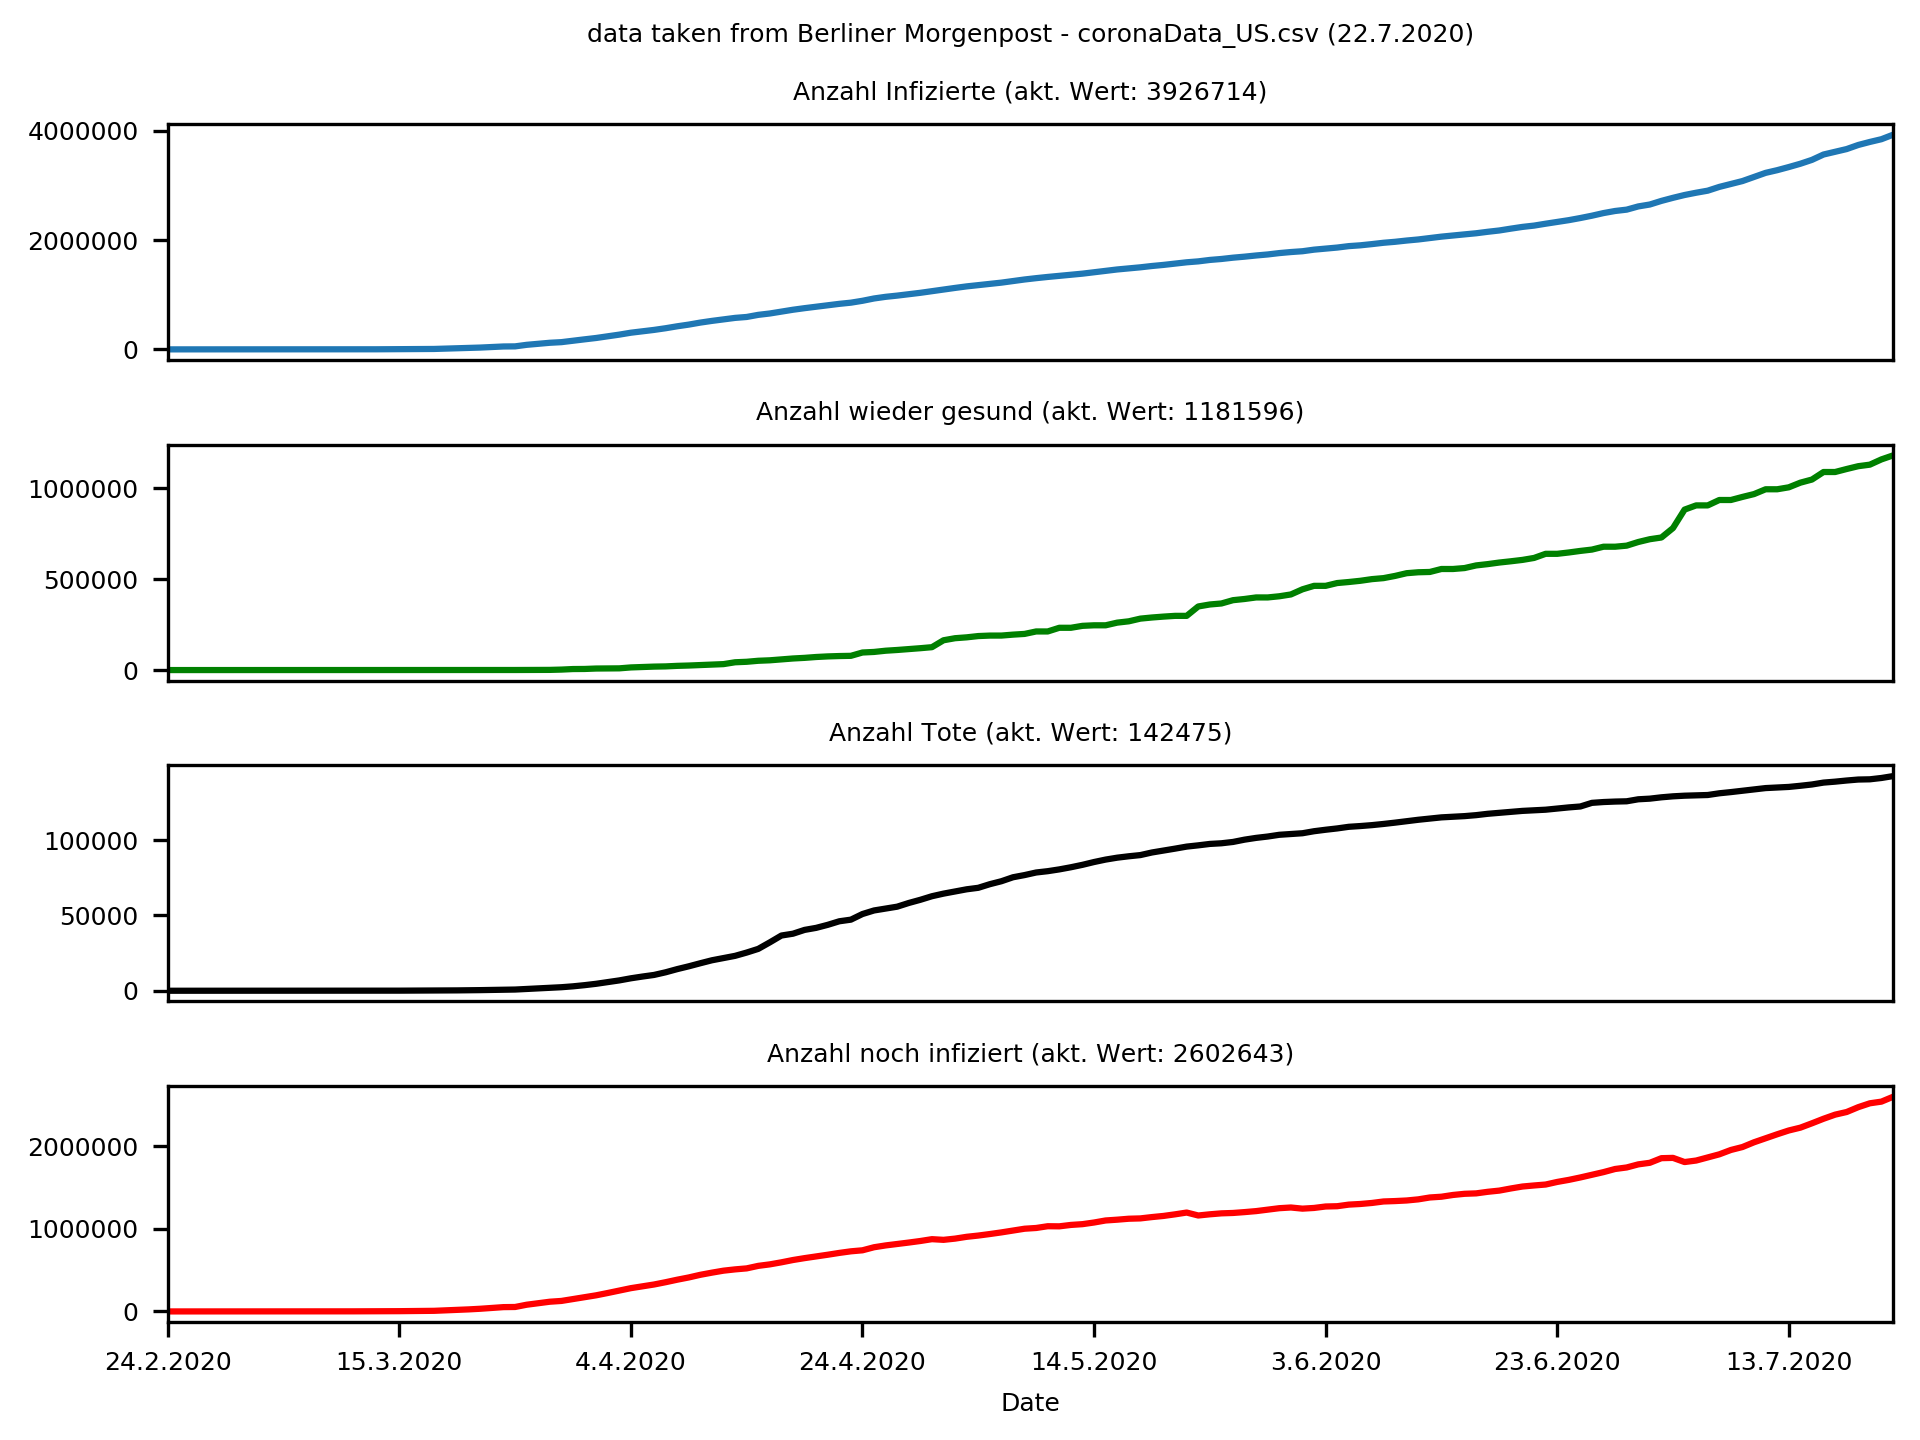 data taken from Berliner Morgenpost - coronaData_US.csv (22.7.2020)
Anzahl Infizierte (akt. Wert: 3926714)
4000000
2000000
0
Anzahl wieder gesund (akt. Wert: 1181596)
1000000
500000
0
Anzahl Tote (akt. Wert: 142475)
100000
50000
0
Anzahl noch infiziert (akt. Wert: 2602643)
2000000
1000000
0
24.2.2020 15.3.2020 4.4.2020 24.4.2020 14.5.2020 3.6.2020 23.6.2020 13.7.2020
Date